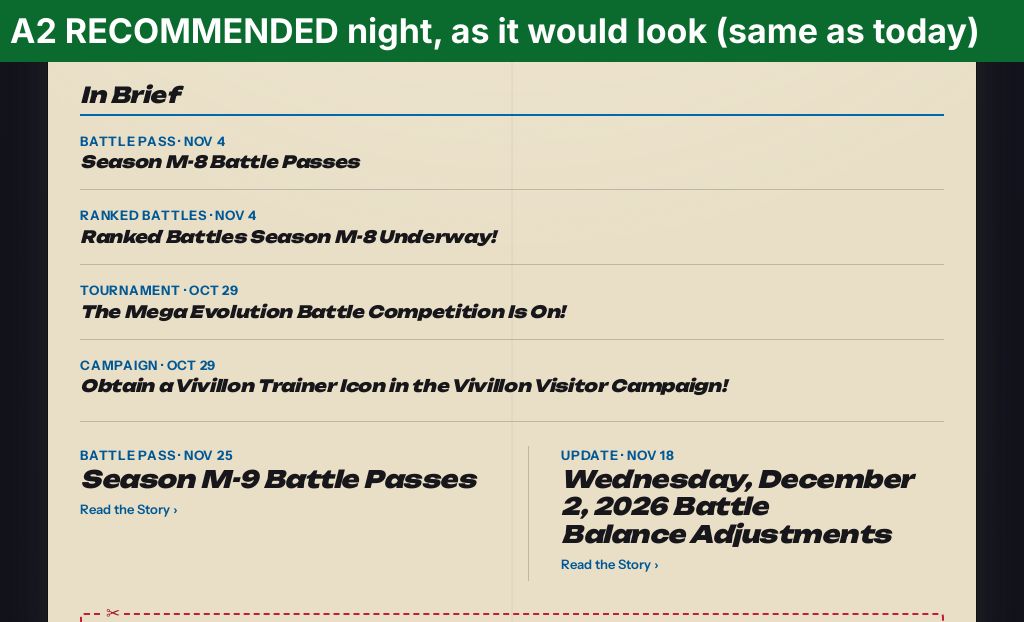 A2 RECOMMENDED night, as it would look (same as today)
In Brief
BATTLE PASS · NOV 4
Season M-8 Battle Passes
RANKED BATTLES · NOV 4
Ranked Battles Season M-8 Underway!
TOURNAMENT · OCT 29
The Mega Evolution Battle Competition Is On!
CAMPAIGN · OCT 29
Obtain a Vivillon Trainer Icon in the Vivillon Visitor Campaign!
BATTLE PASS · NOV 25
Season M-9 Battle Passes
Read the Story ›
UPDATE · NOV 18
Wednesday, December
2, 2026 Battle
Balance Adjustments
Read the Story ›